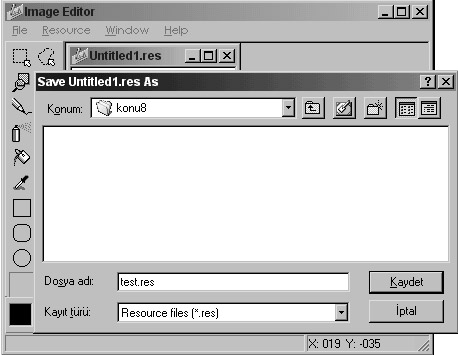 Image Editor
File Resource Window Help
Untitled1.res
Save Untitled1.res As
Konum: konu8
Dosya adı: test.res
Kaydet
Kayıt türü: Resource files (*.res)
İptal
X: 019 Y: -035